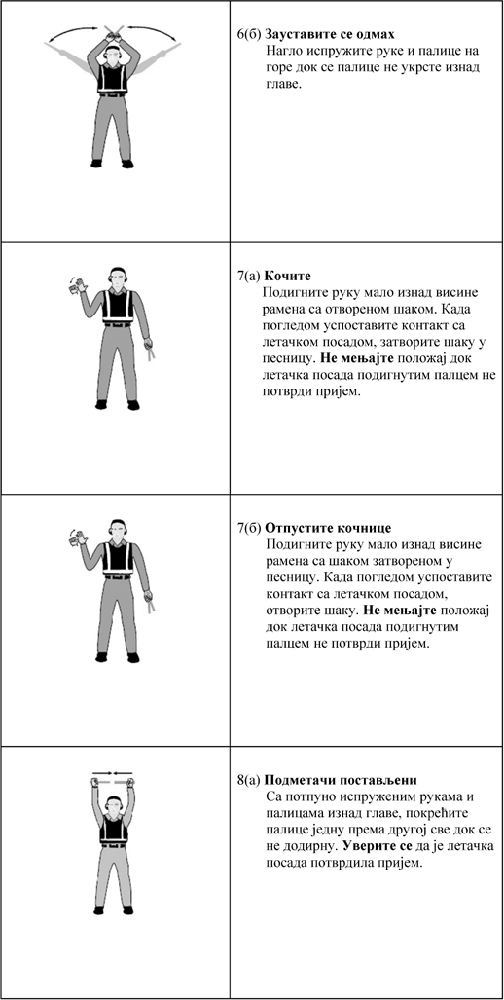 6(б) Зауставите се одмах
Нагло испружите руке и палице на
горе док се палице не укрсте изнад
главе.
7(а) Кочите
Подигните руку мало изнад висине
рамена са отвореном шаком. Када
погледом успоставите контакт са
летачком посадом, затворите шаку у
песницу. Не мењајте положај док
летачка посада подигнутим палцем не
потврди пријем.
7(б) Отпустите кочнице
Подигните руку мало изнад висине
рамена са шаком затвореном у
песницу. Када погледом успоставите
контакт са летачком посадом,
отворите шаку. Не мењајте положај
док летачка посада подигнутим
палцем не потврди пријем.
8(а) Подметачи постављени
Са потпуно испруженим рукама и
палицама изнад главе, покрећите
палице једну према другој све док се
не додирну. Уверите се да је летачка
посада потврдила пријем.